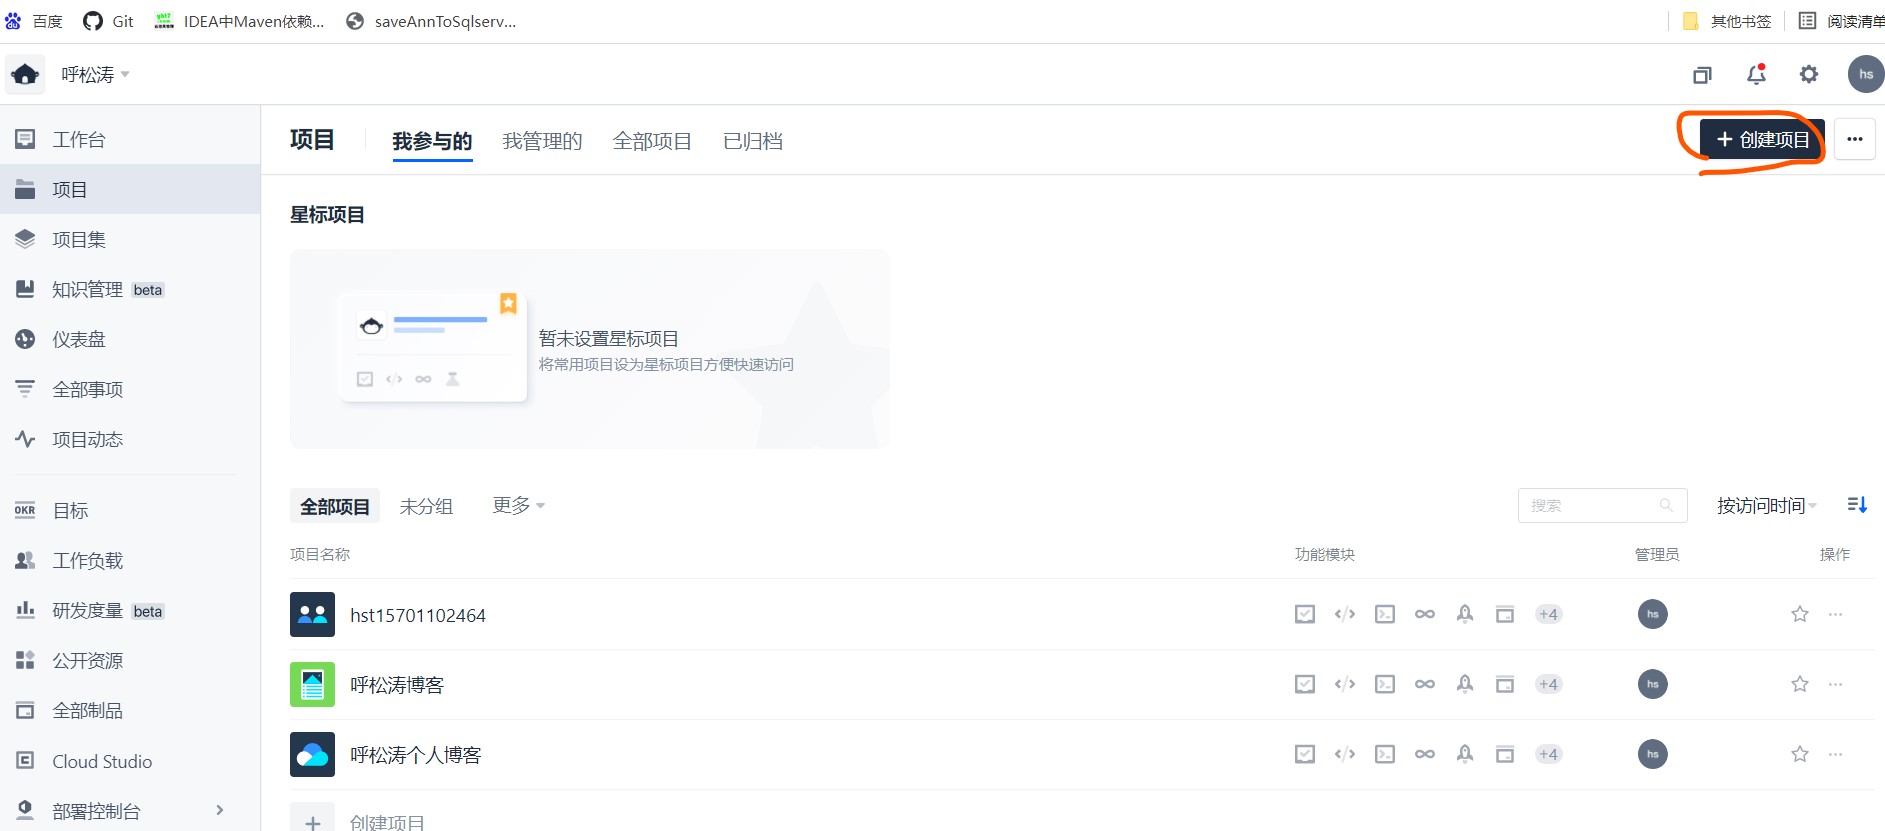 百度 Git IDEA中Maven依赖... saveAnnToSqlserv... 其他书签 阅读清单
呼松涛 hs
工作台
项目
项目集
知识管理 beta
仪表盘
全部事项
项目动态
OKR 目标
工作负载
研发度量 beta
公开资源
全部制品
Cloud Studio
部署控制台
项目 我参与的 我管理的 全部项目 已归档 + 创建项目 ...
星标项目
暂未设置星标项目
将常用项目设为星标项目方便快速访问
全部项目 未分组 更多 搜索 按访问时间
项目名称 功能模块 管理员 操作
hst15701102464 +4 hs ...
呼松涛博客 +4 hs ...
呼松涛个人博客 +4 hs ...
+ 创建项目